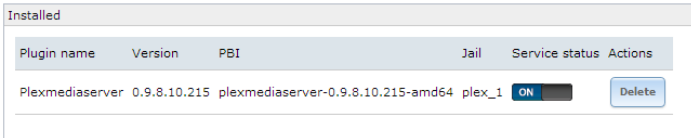 Installed
Plugin name Version PBI Jail Service status Actions
Plexmediaserver 0.9.8.10.215 plexmediaserver-0.9.8.10.215-amd64 plex_1 ON Delete